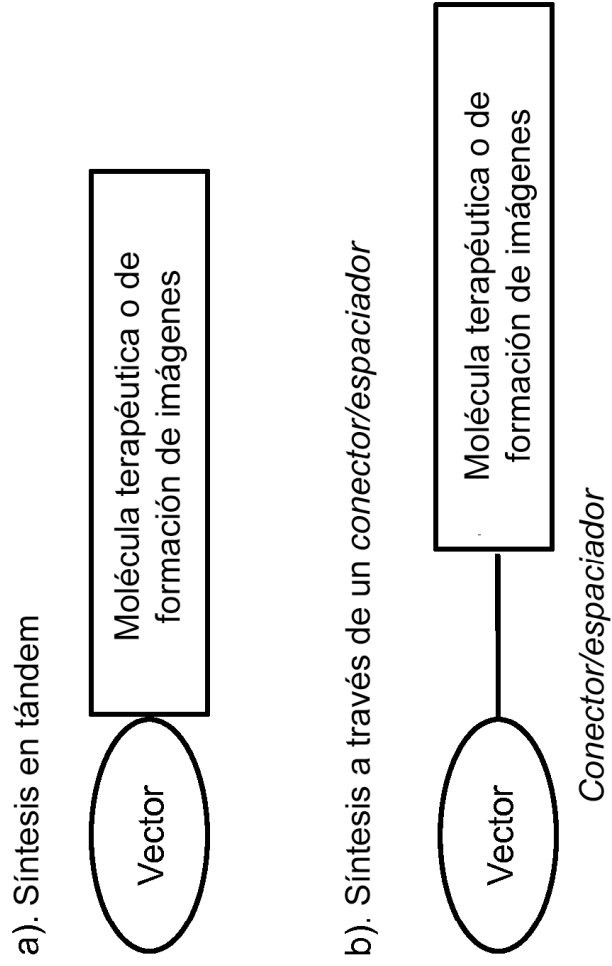 a). Síntesis en tándem
Vector
Molécula terapéutica o de
formación de imágenes
b). Síntesis a través de un conector/espaciador
Vector
Molécula terapéutica o de
formación de imágenes
Conector/espaciador